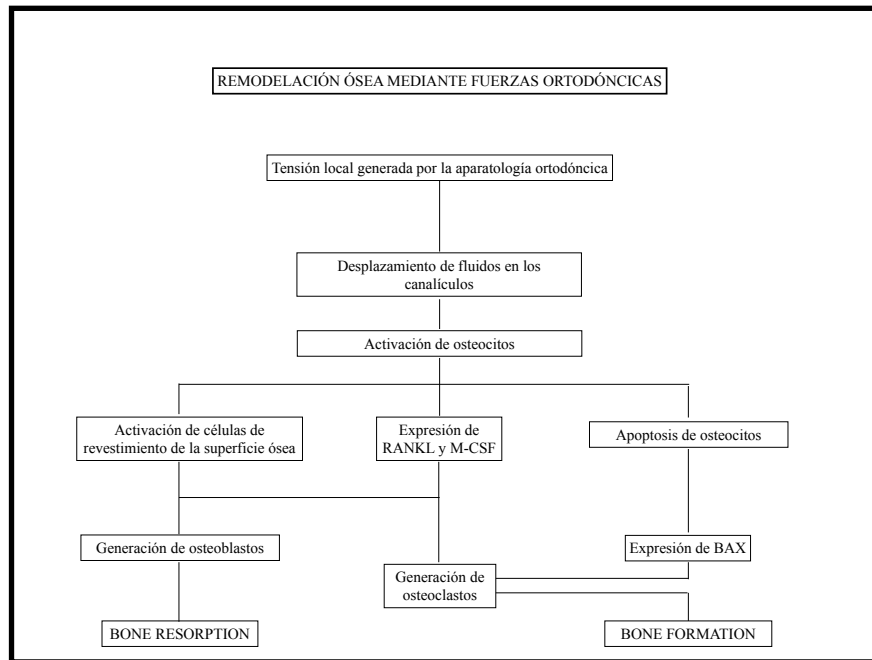 REMODELACIÓN ÓSEA MEDIANTE FUERZAS ORTODÓNCICAS
Tensión local generada por la aparatología ortodóncica
Desplazamiento de fluidos en los
canalículos
Activación de osteocitos
Activación de células de
revestimiento de la superficie ósea
Expresión de
RANKL y M-CSF
Apoptosis de osteocitos
Generación de osteoblastos
Expresión de BAX
Generación de
osteoclastos
BONE RESORPTION
BONE FORMATION